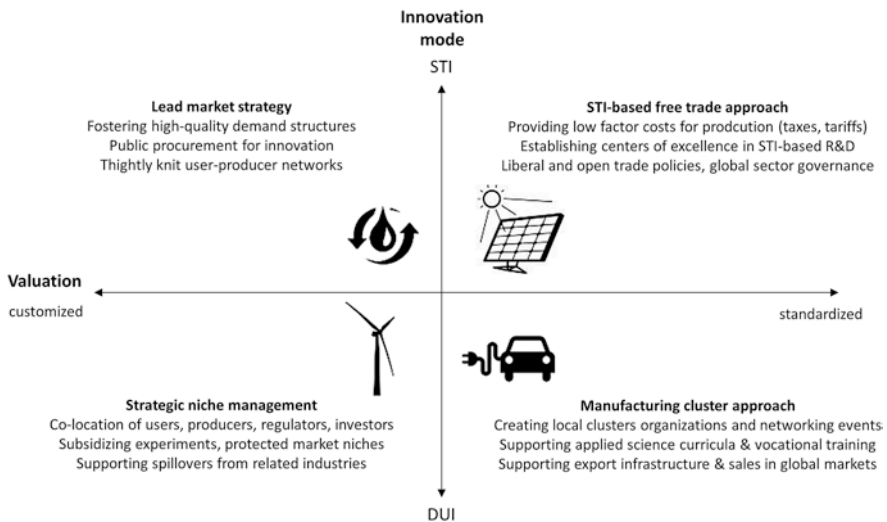 Innovation
mode
STI
Lead market strategy
Fostering high-quality demand structures
Public procurement for innovation
Thightly knit user-producer networks
STI-based free trade approach
Providing low factor costs for prodcution (taxes, tariffs)
Establishing centers of excellence in STI-based R&D
Liberal and open trade policies, global sector governance
Valuation
customized
standardized
Strategic niche management
Co-location of users, producers, regulators, investors
Subsidizing experiments, protected market niches
Supporting spillovers from related industries
Manufacturing cluster approach
Creating local clusters organizations and networking events
Supporting applied science curricula & vocational training
Supporting export infrastructure & sales in global markets
DUI